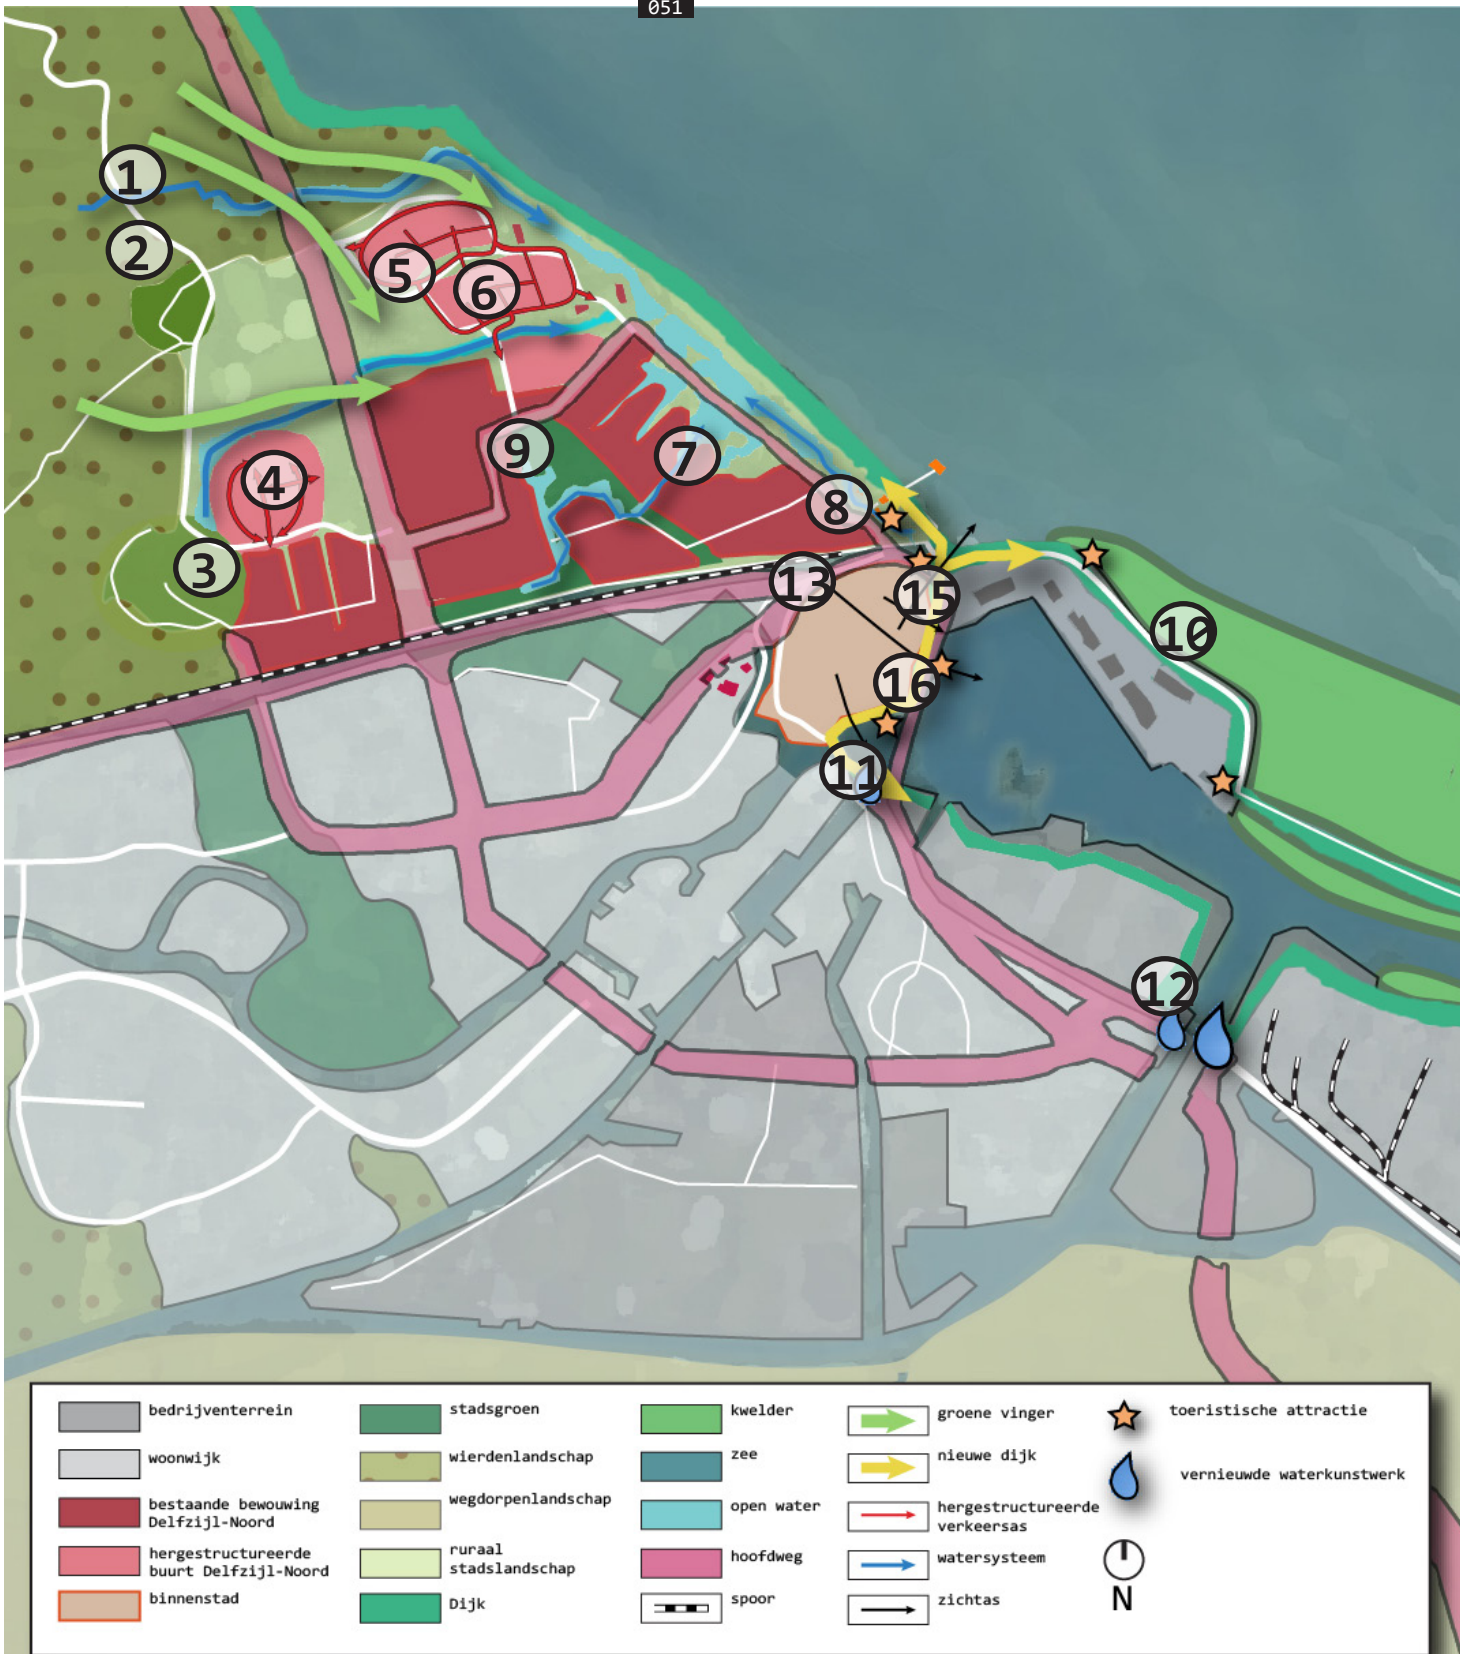 051
1
2
5
6
9
7
4
8
3
13
15
10
16
11
12
bedrijventerrein
woonwijk
bestaande bewouwing
Delfzijl-Noord
hergestructureerde
buurt Delfzijl-Noord
binnenstad
stadsgroen
wierdenlandschap
wegdorpenlandschap
ruraal
stadslandschap
Dijk
kwelder
zee
open water
hoofdweg
spoor
groene vinger
nieuwe dijk
hergestructureerde
verkeersas
watersysteem
zichtas
toeristische attractie
vernieuwde waterkunstwerk
N